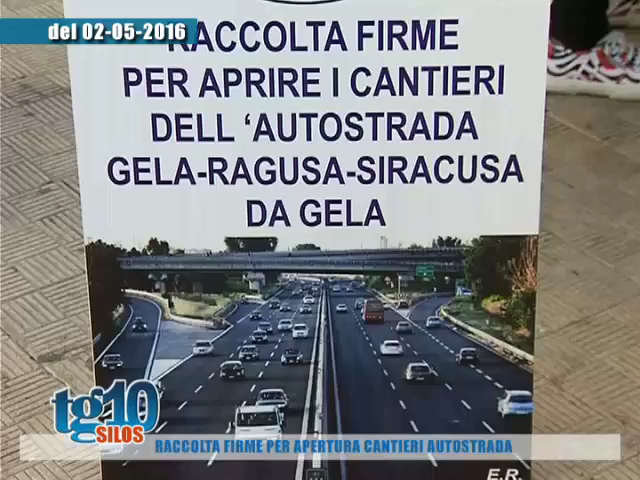 del 02-05-2016
RACCOLTA FIRME
PER APRIRE I CANTIERI
DELL 'AUTOSTRADA
GELA-RAGUSA-SIRACUSA
DA GELA
tg10
SILOS
RACCOLTA FIRME PER APERTURA CANTIERI AUTOSTRADA
E.R.